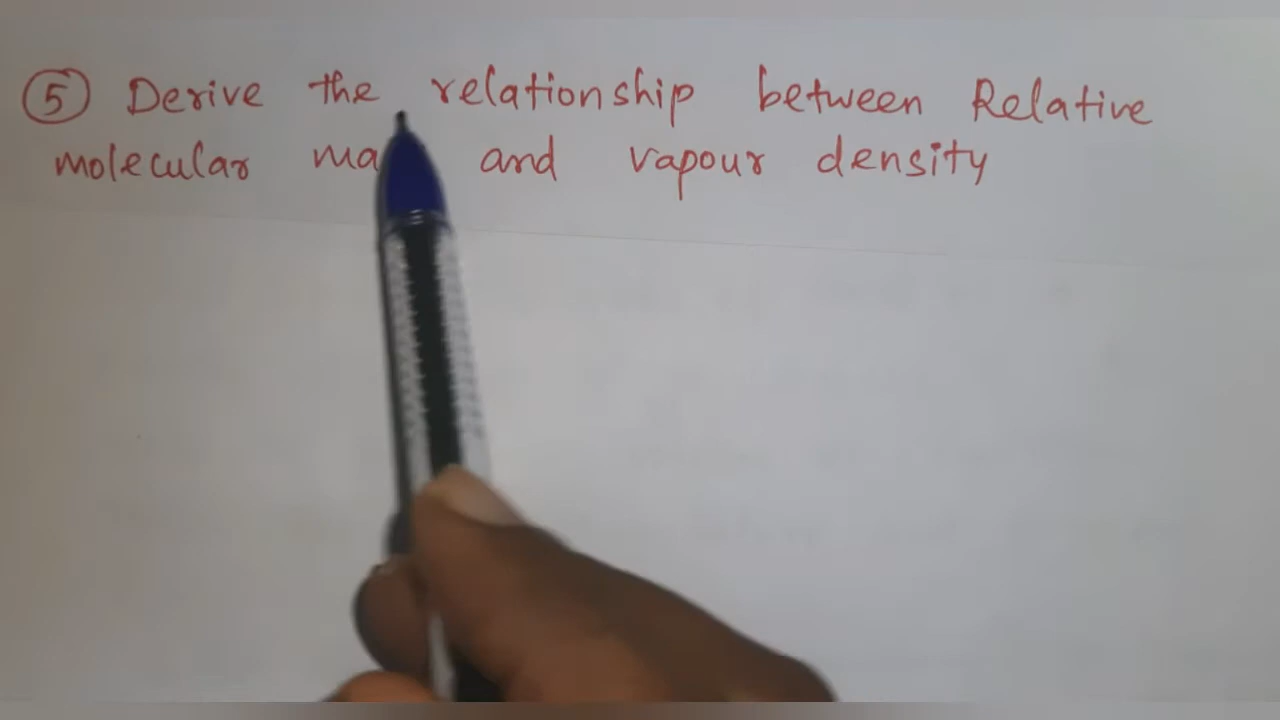 5 Derive the relationship between Relative
molecular and vapour density